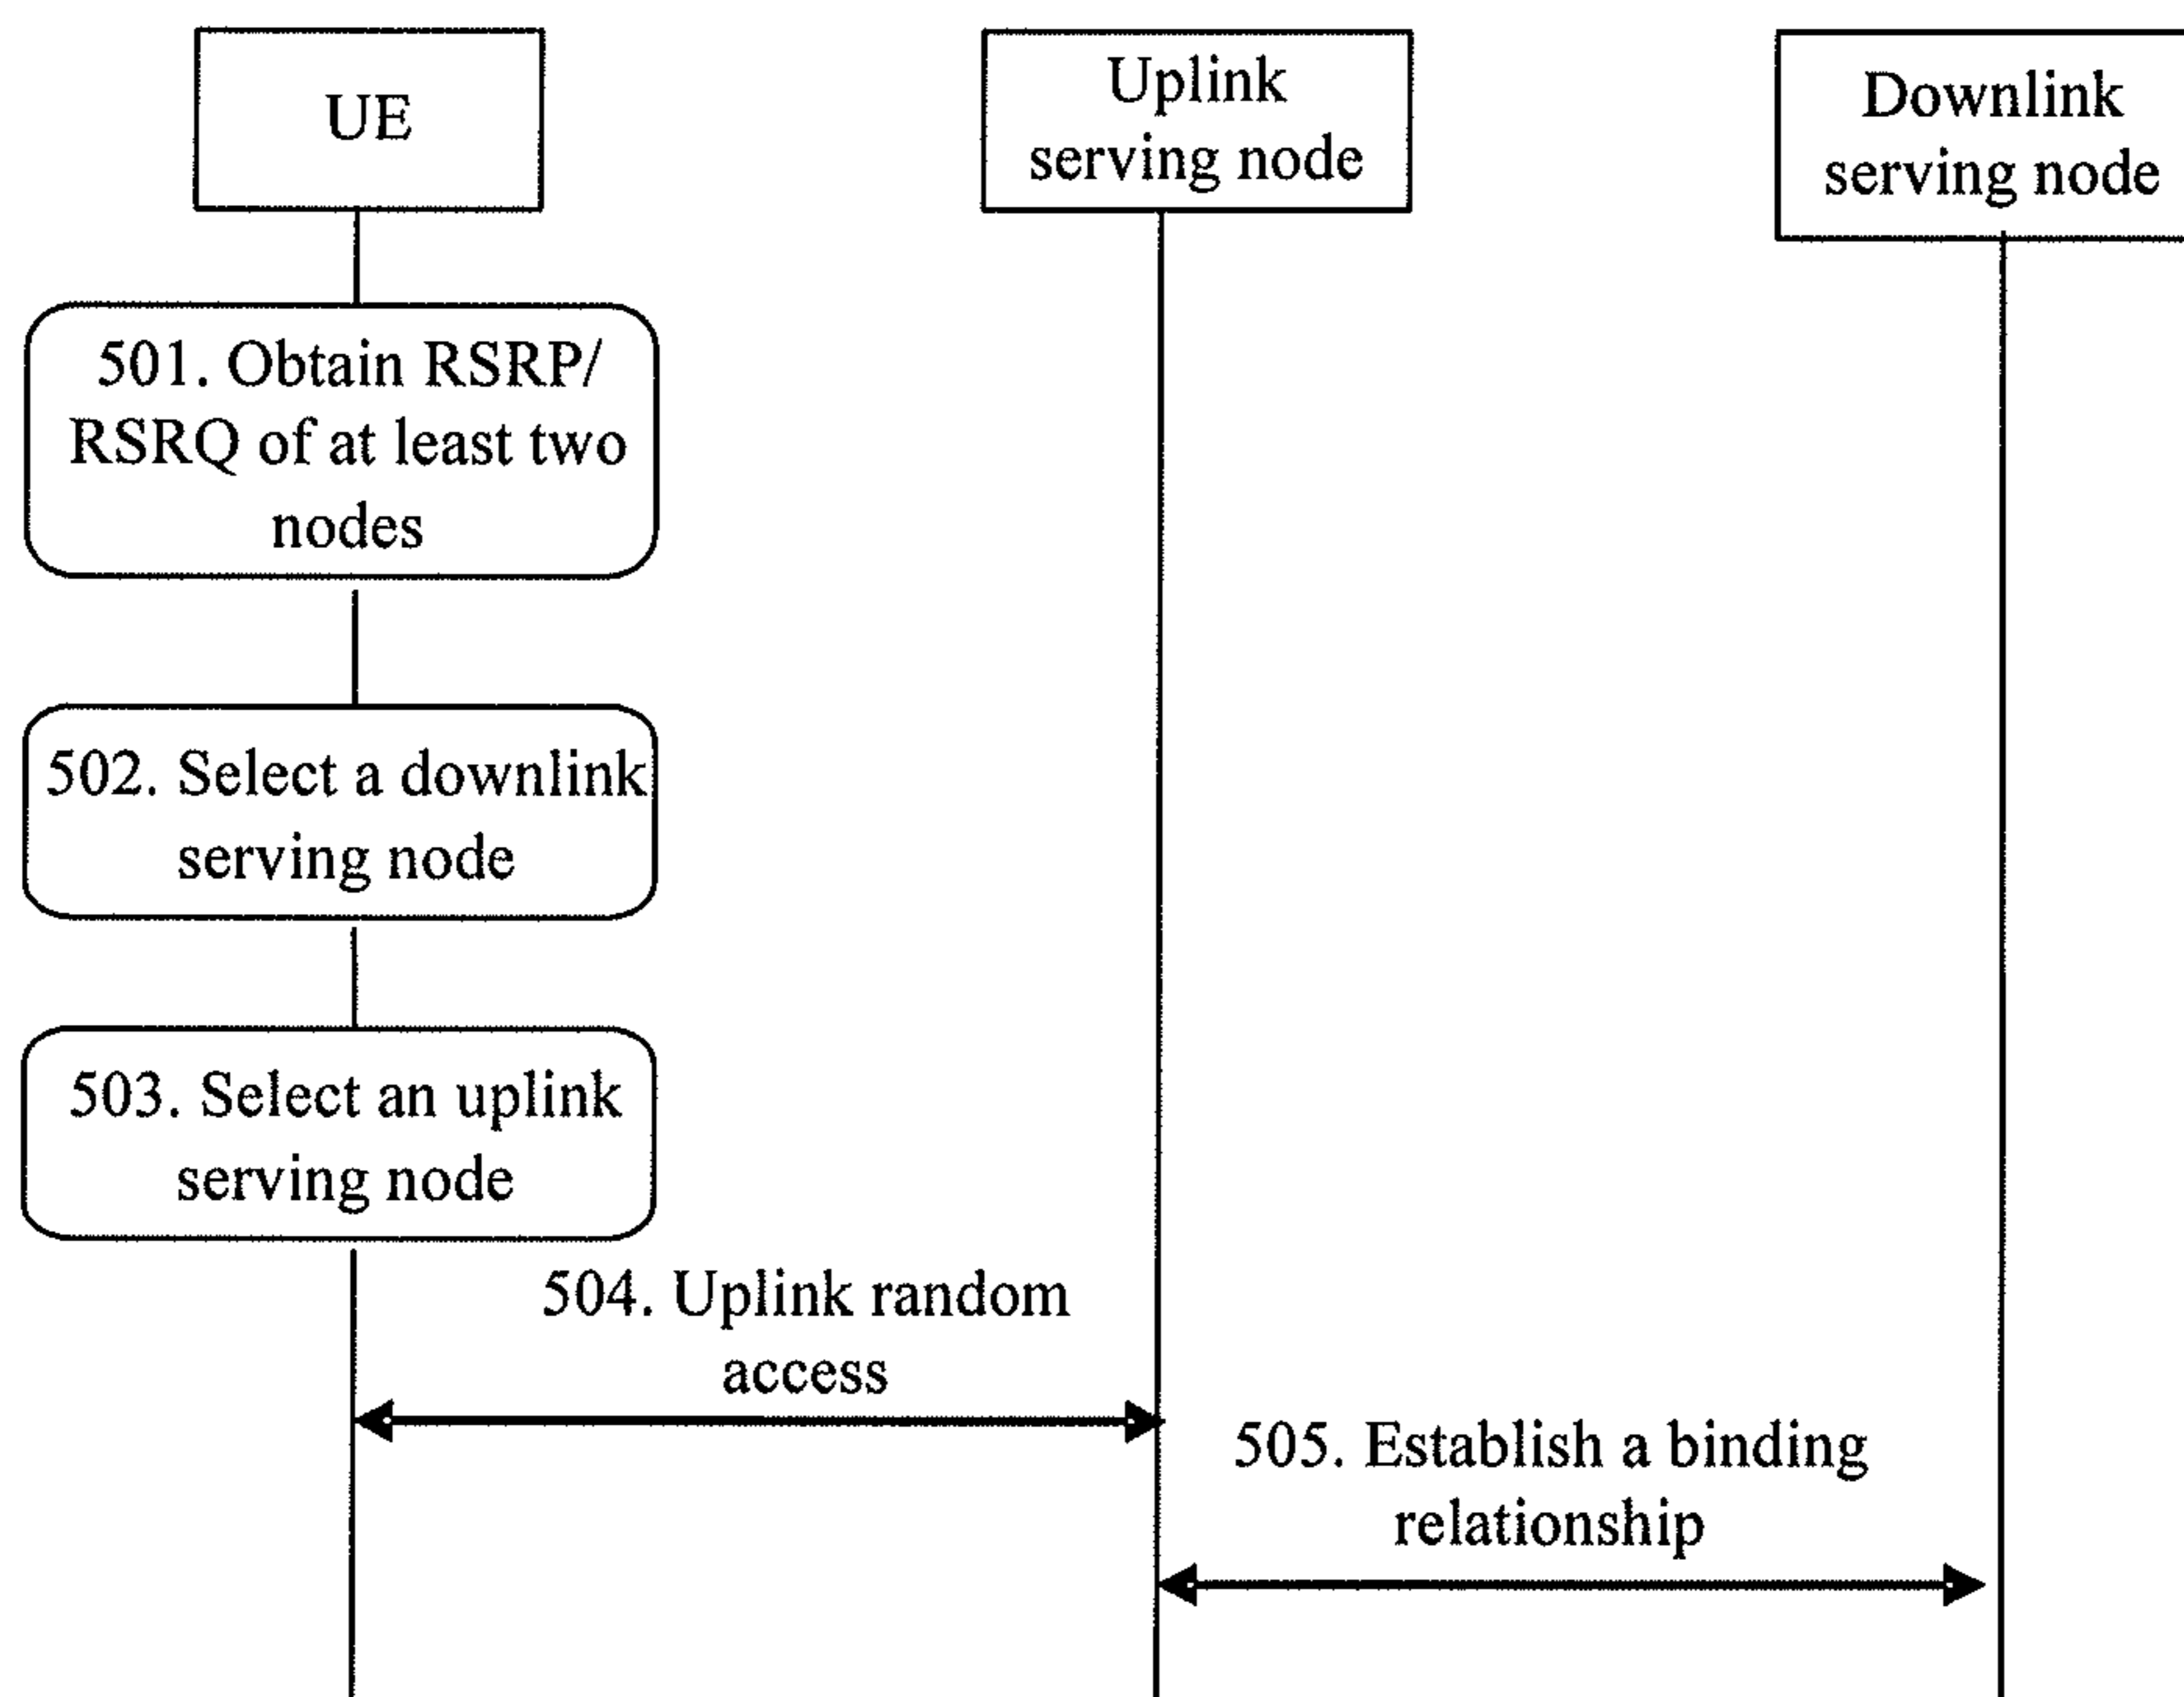 UE
Uplink
serving node
Downlink
serving node
501. Obtain RSRP/
RSRQ of at least two
nodes
502. Select a downlink
serving node
503. Select an uplink
serving node
504. Uplink random
access
505. Establish a binding
relationship